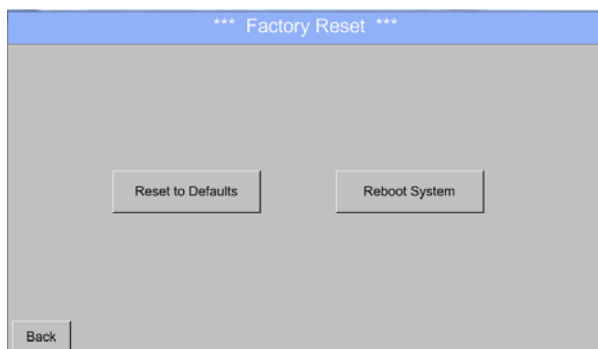 *** Factory Reset ***
Reset to Defaults
Reboot System
Back